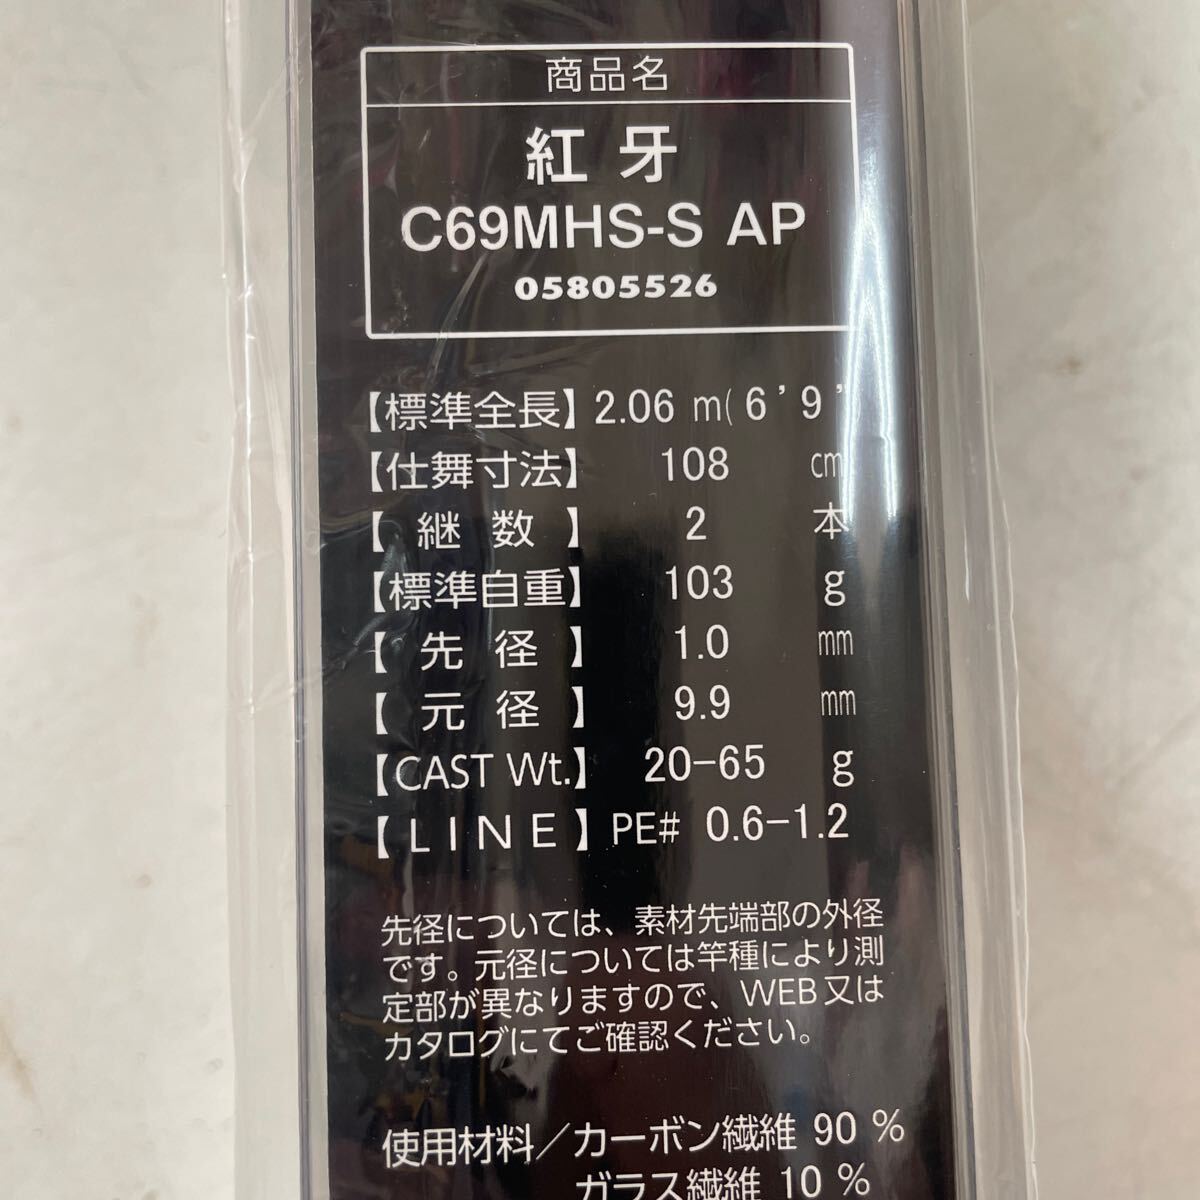 商品名
紅牙
C69MHS-S AP
05805526
【標準全長】 2.06 m( 6'9")
【仕舞寸法】 108 cm
【継数】 2 本
【標準自重】 103 g
【先径】 1.0 mm
【元径】 9.9 mm
【CAST Wt.】 20-65 g
【LINE】 PE# 0.6-1.2
先径については、素材先端部の外径
です。元径については竿種により測
定部が異なりますので、WEB又は
カタログにてご確認ください。
使用材料／カーボン繊維 90 %
ガラス繊維 10 %